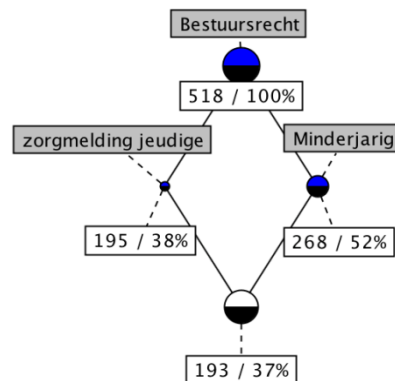 Bestuursrecht
518 / 100%
zorgmelding jeudige
Minderjarig
195 / 38%
268 / 52%
193 / 37%